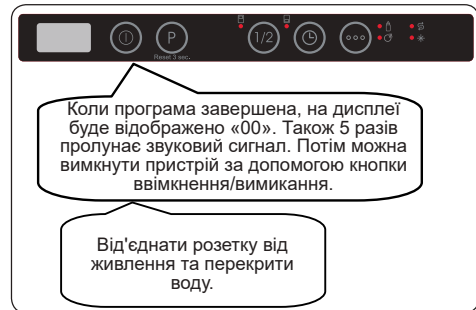 P
1/2
Reset 3 sec.
Коли програма завершена, на дисплеї
буде відображено «00». Також 5 разів
пролунає звуковий сигнал. Потім можна
вимкнути пристрій за допомогою кнопки
ввімкнення/вимикання.
Від'єднати розетку від
живлення та перекрити
воду.